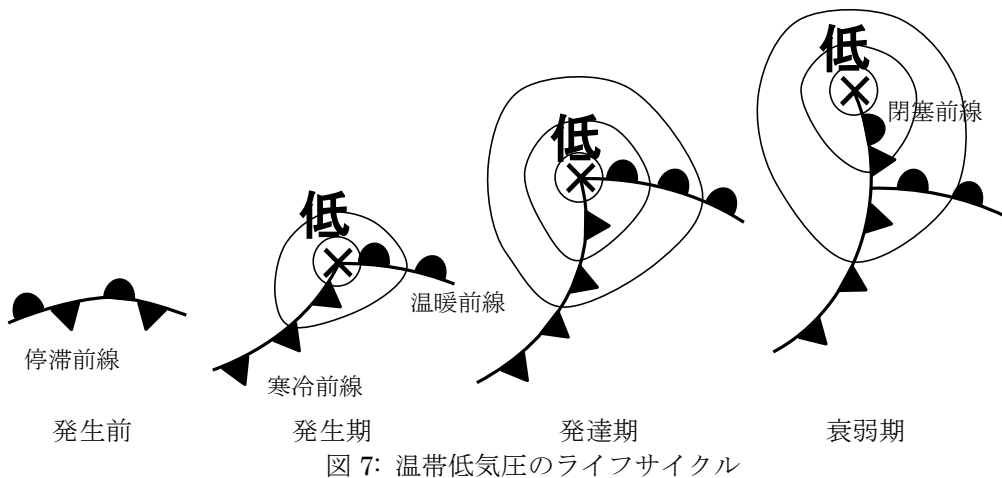 低
低
低
低
閉塞前線
温暖前線
停滞前線
寒冷前線
発生前
発生期
発達期
衰弱期
図 7: 温帯低気圧のライフサイクル